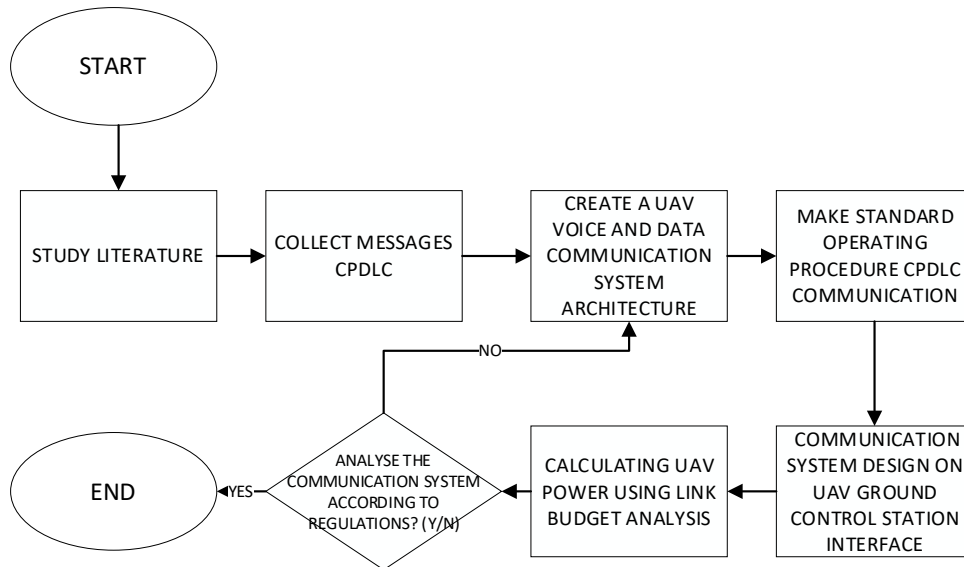 START
STUDY LITERATURE
COLLECT MESSAGES
CPDLC
CREATE A UAV
VOICE AND DATA
COMMUNICATION
SYSTEM
ARCHITECTURE
MAKE STANDARD
OPERATING
PROCEDURE CPDLC
COMMUNICATION
NO
COMMUNICATION
SYSTEM DESIGN ON
UAV GROUND
CONTROL STATION
INTERFACE
CALCULATING UAV
POWER USING LINK
BUDGET ANALYSIS
ANALYSE THE
COMMUNICATION SYSTEM
ACCORDING TO
REGULATIONS? (Y/N)
YES
END